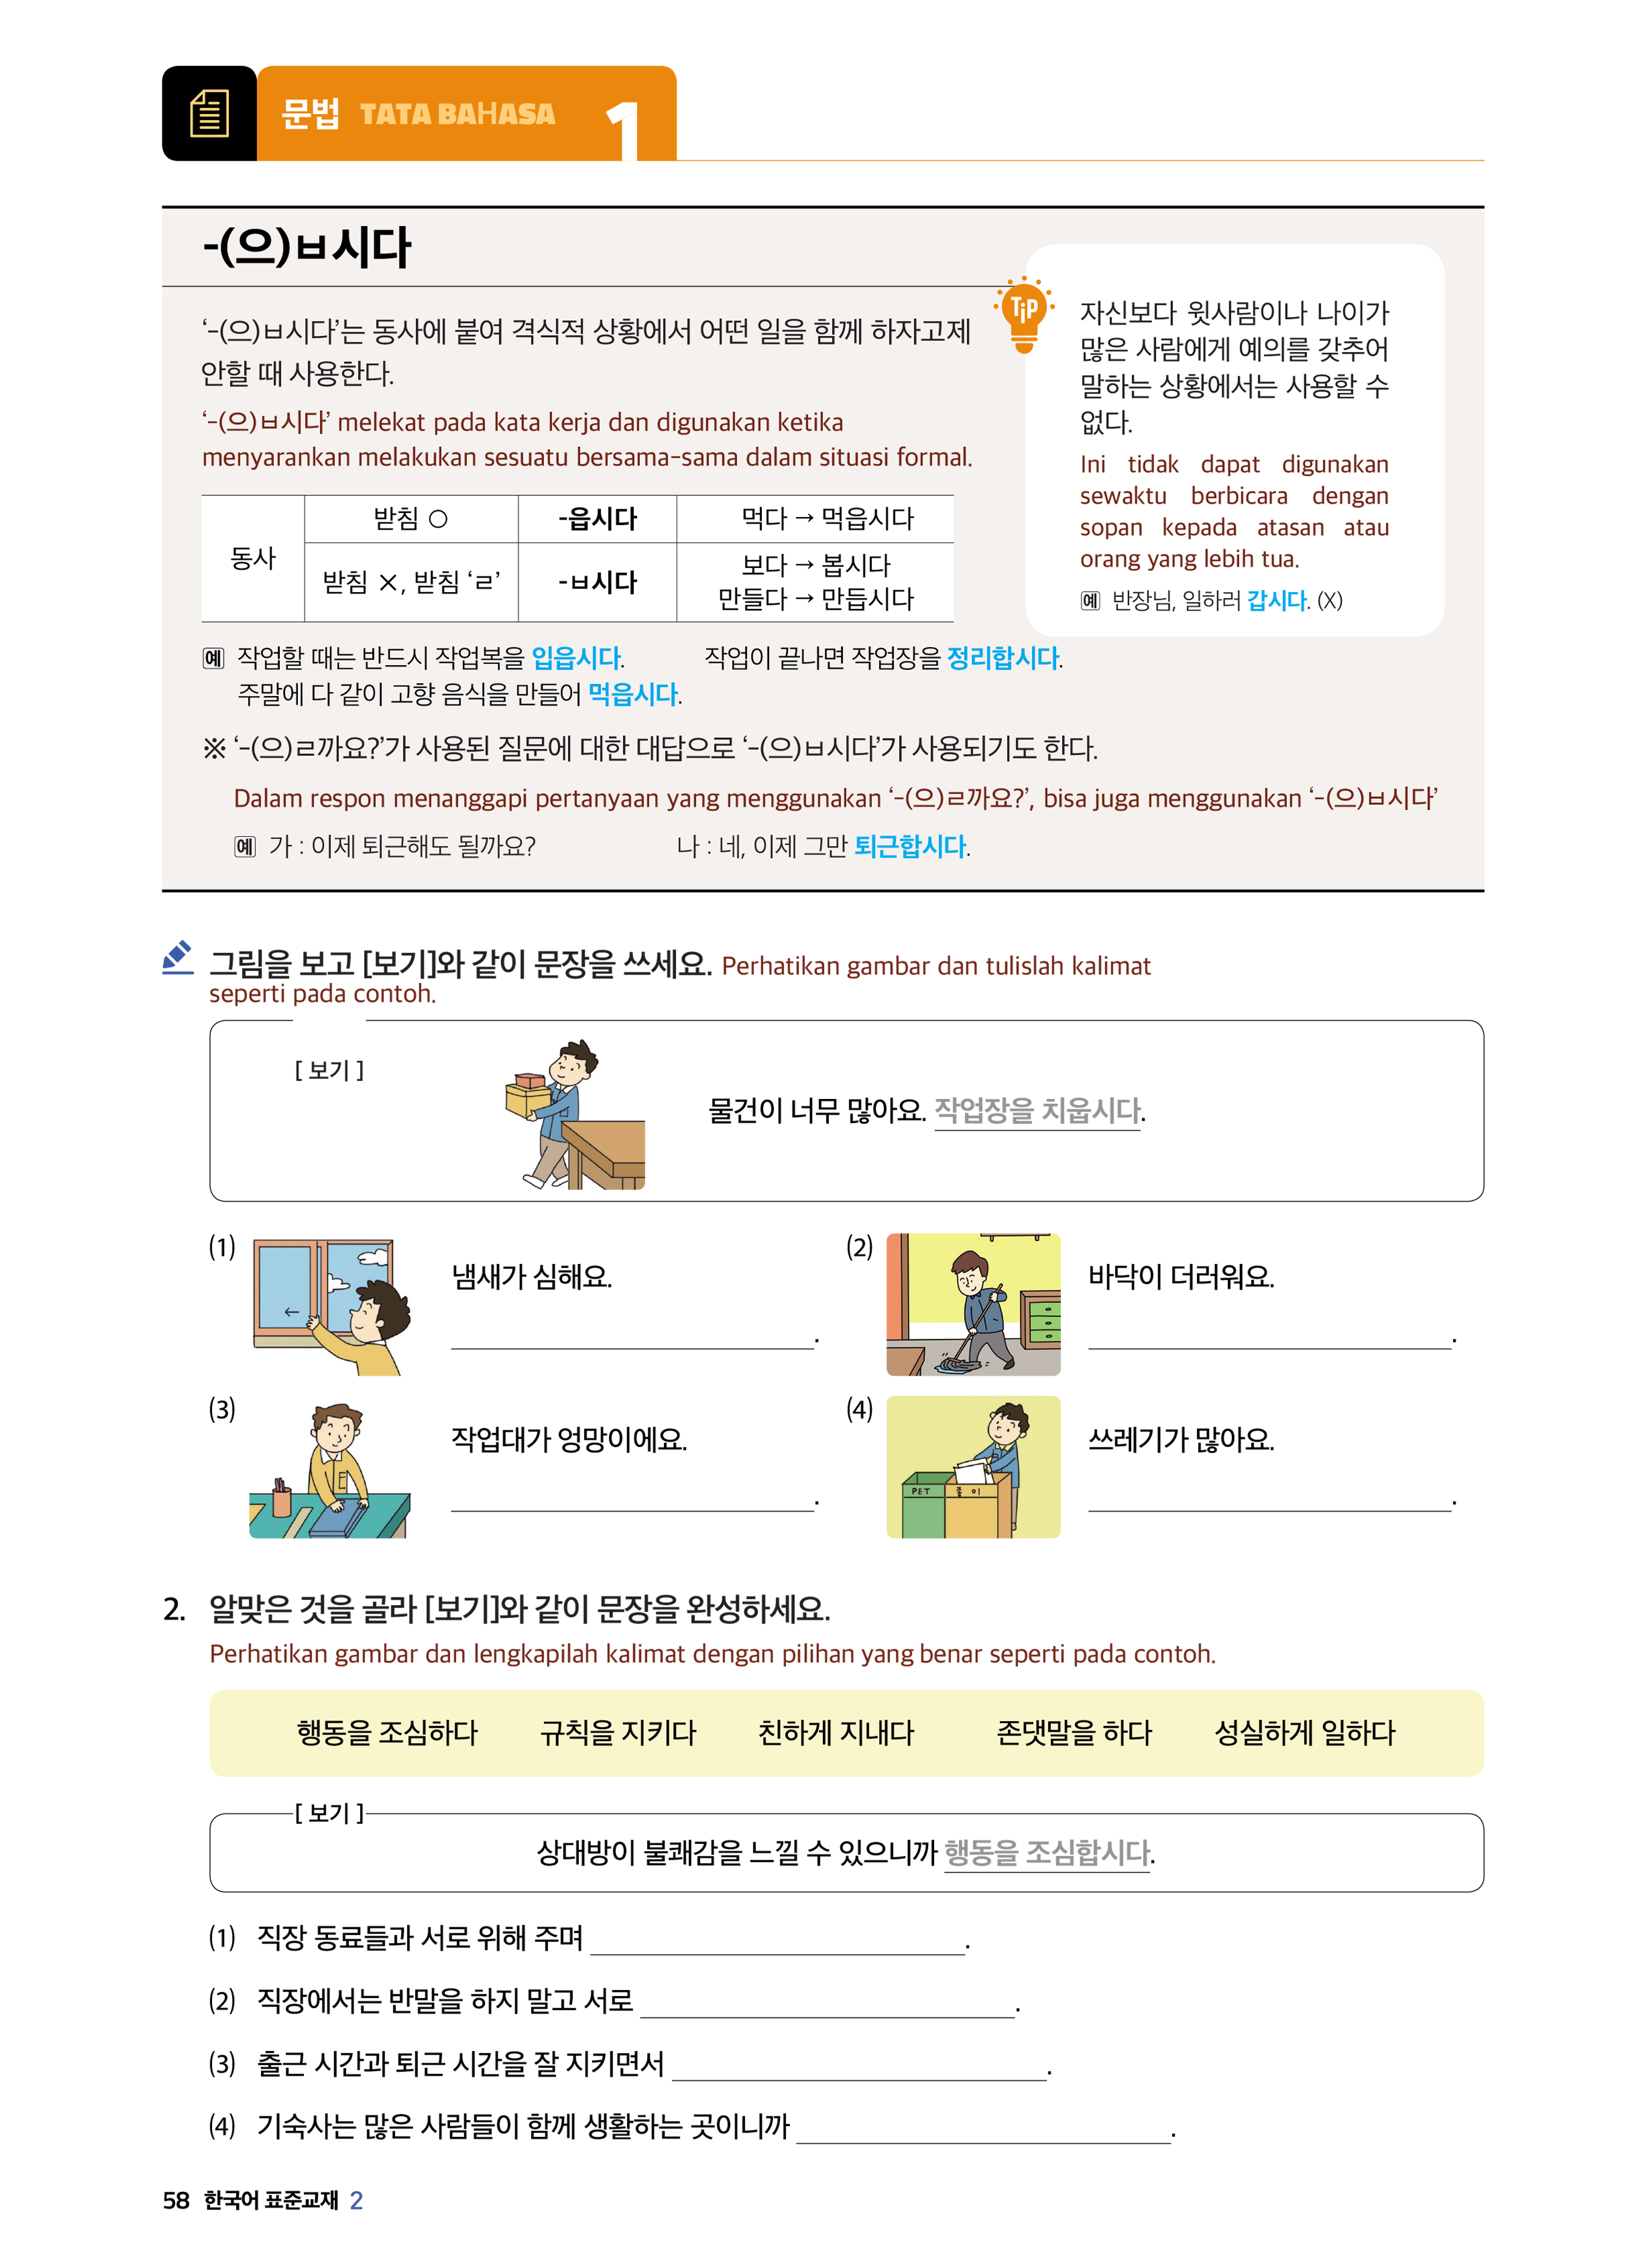 문법 TATA BAHASA 1
-(으)ㅂ시다
‘-(으)ㅂ시다’는 동사에 붙여 격식적 상황에서 어떤 일을 함께 하자고제
안할 때 사용한다.
‘-(으)ㅂ시다’ melekat pada kata kerja dan digunakan ketika
menyarankan melakukan sesuatu bersama-sama dalam situasi formal.
Tip
자신보다 윗사람이나 나이가
많은 사람에게 예의를 갖추어
말하는 상황에서는 사용할 수
없다.
Ini tidak dapat digunakan
sewaktu berbicara dengan
sopan kepada atasan atau
orang yang lebih tua.
예 반장님, 일하러 갑시다. (X)
동사
받침 ○ -읍시다 먹다 → 먹읍시다
받침 ×, 받침 ‘ㄹ’ -ㅂ시다 보다 → 봅시다
만들다 → 만듭시다
예 작업할 때는 반드시 작업복을 입읍시다. 작업이 끝나면 작업장을 정리합시다.
주말에 다 같이 고향 음식을 만들어 먹읍시다.
※ ‘-(으)ㄹ까요?’가 사용된 질문에 대한 대답으로 ‘-(으)ㅂ시다’가 사용되기도 한다.
Dalam respon menanggapi pertanyaan yang menggunakan ‘-(으)ㄹ까요?’, bisa juga menggunakan ‘-(으)ㅂ시다’
예 가 : 이제 퇴근해도 될까요? 나 : 네, 이제 그만 퇴근합시다.
그림을 보고 [보기]와 같이 문장을 쓰세요. Perhatikan gambar dan tulislah kalimat
seperti pada contoh.
[ 보기 ]
물건이 너무 많아요. 작업장을 치웁시다.
(1) 냄새가 심해요.
.
(2) 바닥이 더러워요.
.
(3) 작업대가 엉망이에요.
.
(4) 쓰레기가 많아요.
PET 종이
.
2. 알맞은 것을 골라 [보기]와 같이 문장을 완성하세요.
Perhatikan gambar dan lengkapilah kalimat dengan pilihan yang benar seperti pada contoh.
행동을 조심하다 규칙을 지키다 친하게 지내다 존댓말을 하다 성실하게 일하다
[ 보기 ]
상대방이 불쾌감을 느낄 수 있으니까 행동을 조심합시다.
(1) 직장 동료들과 서로 위해 주며 .
(2) 직장에서는 반말을 하지 말고 서로 .
(3) 출근 시간과 퇴근 시간을 잘 지키면서 .
(4) 기숙사는 많은 사람들이 함께 생활하는 곳이니까 .
58 한국어 표준교재 2